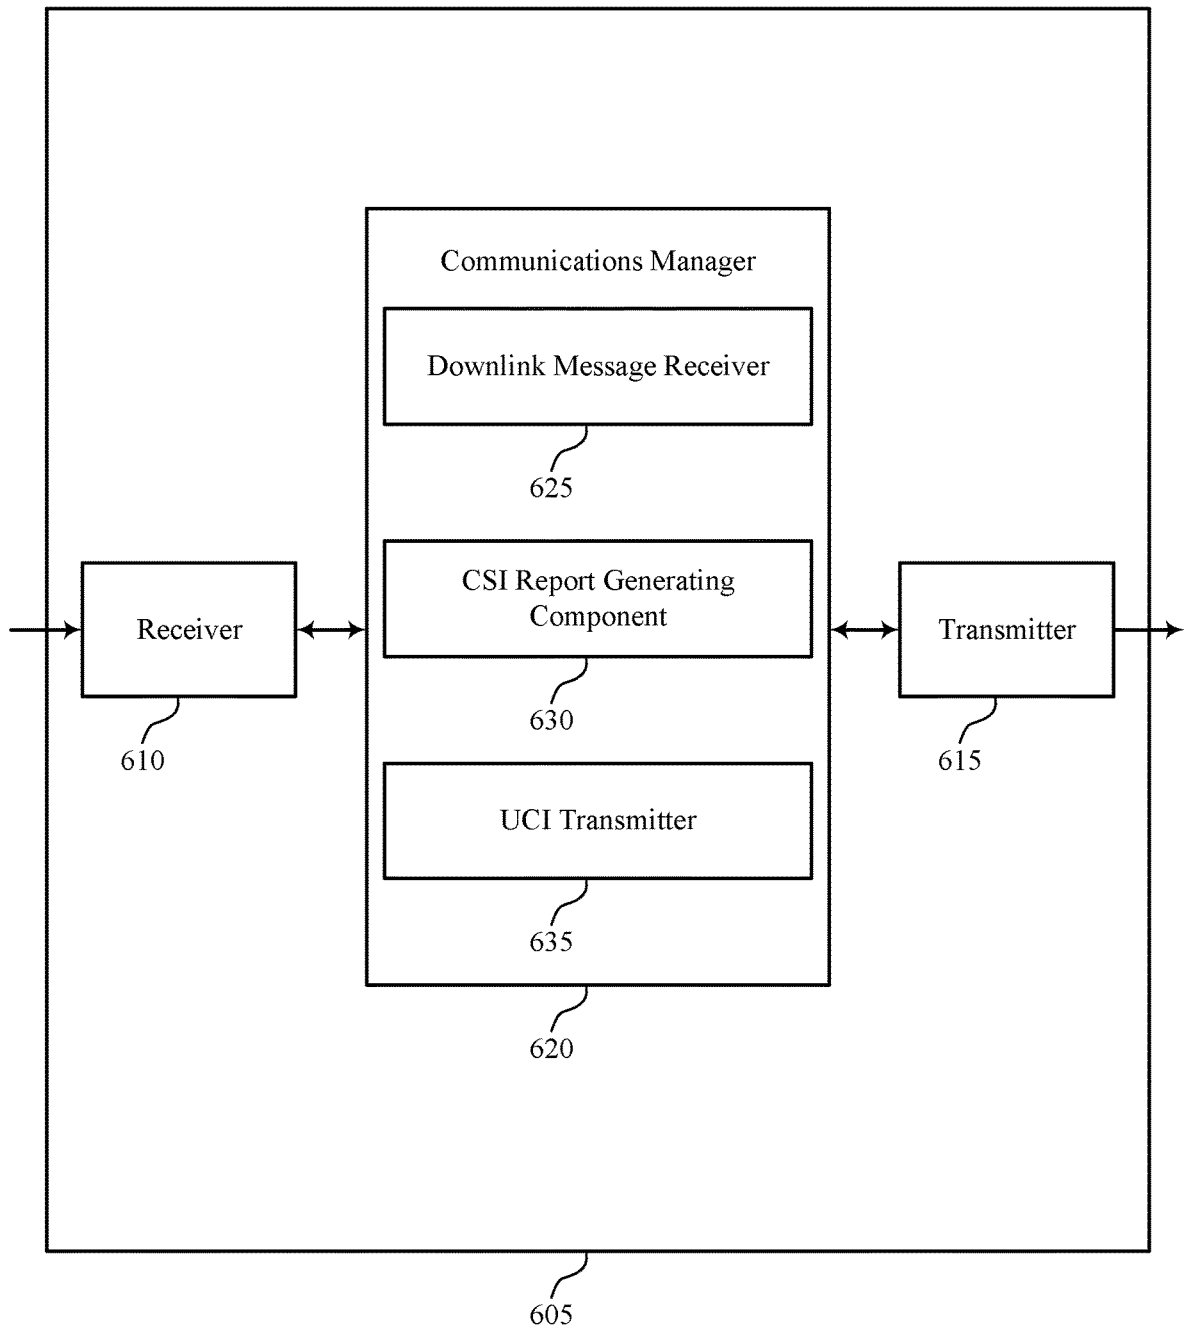 Communications Manager
Downlink Message Receiver
625
CSI Report Generating
Component
630
Receiver
610
Transmitter
615
UCI Transmitter
635
620
605